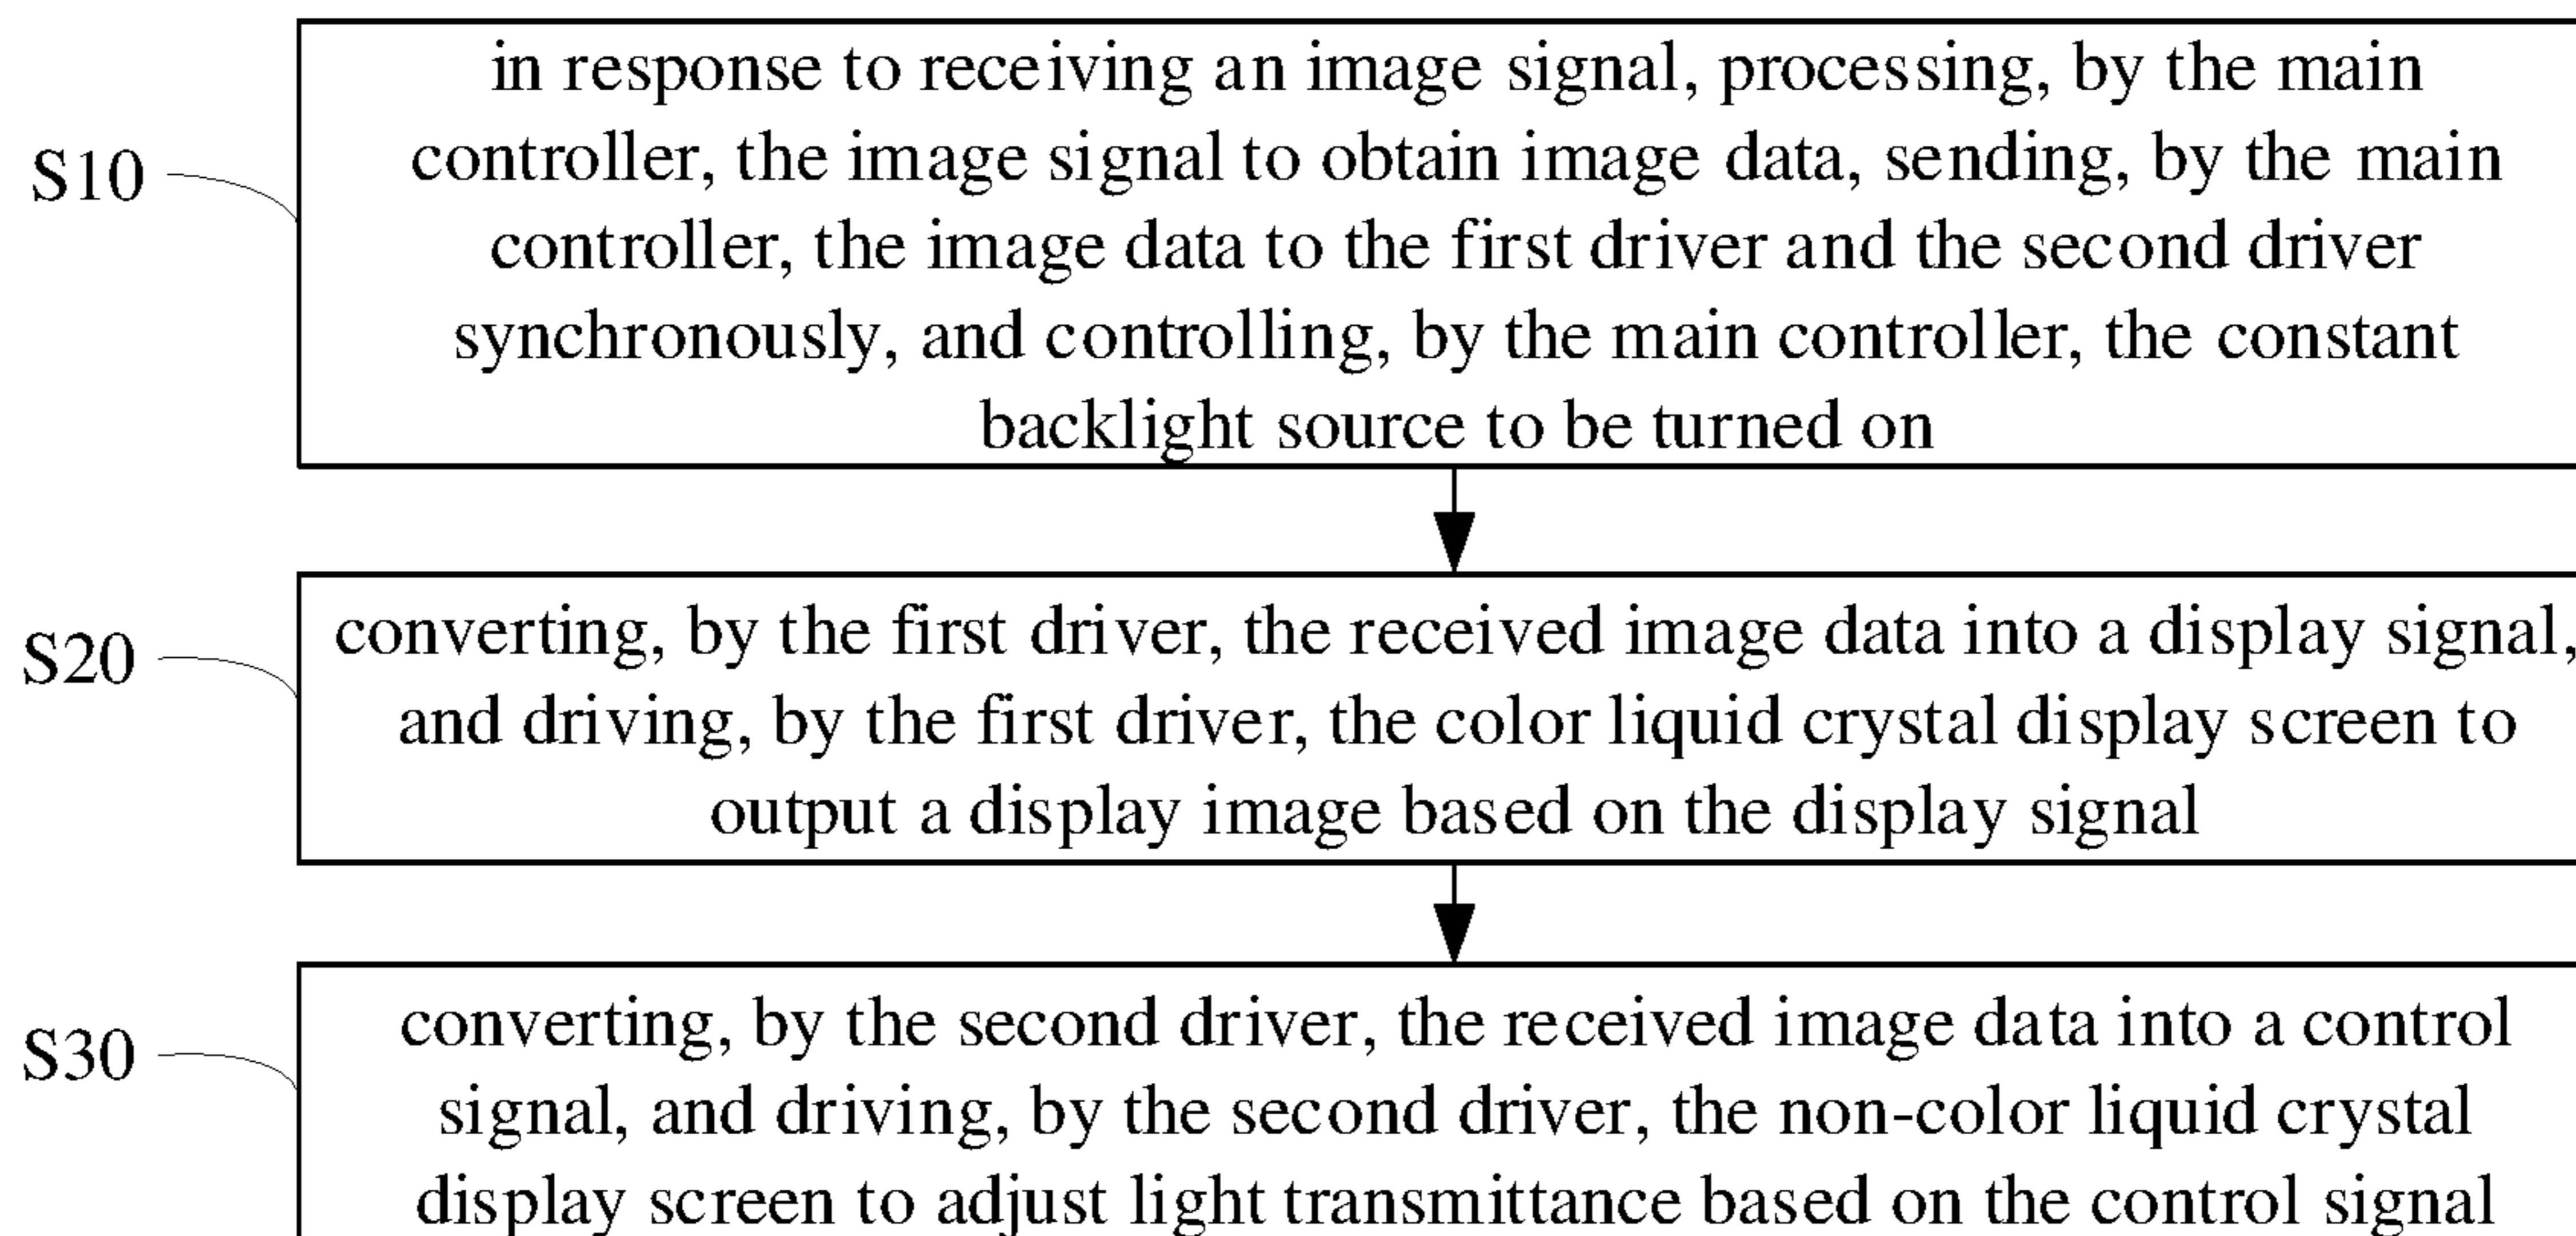 in response to receiving an image signal, processing, by the main
S10
controller, the image signal to obtain image data, sending, by the main
controller, the image data to the first driver and the second driver
synchronously, and controlling, by the main controller, the constant
backlight source to be turned on
converting, by the first driver, the received image data into a display signal,
S20
and driving, by the first driver, the color liquid crystal display screen to
output a display image based on the display signal
converting, by the second driver, the received image data into a control
S30
signal, and driving, by the second driver, the non-color liquid crystal
display screen to adjust light transmittance based on the control signal